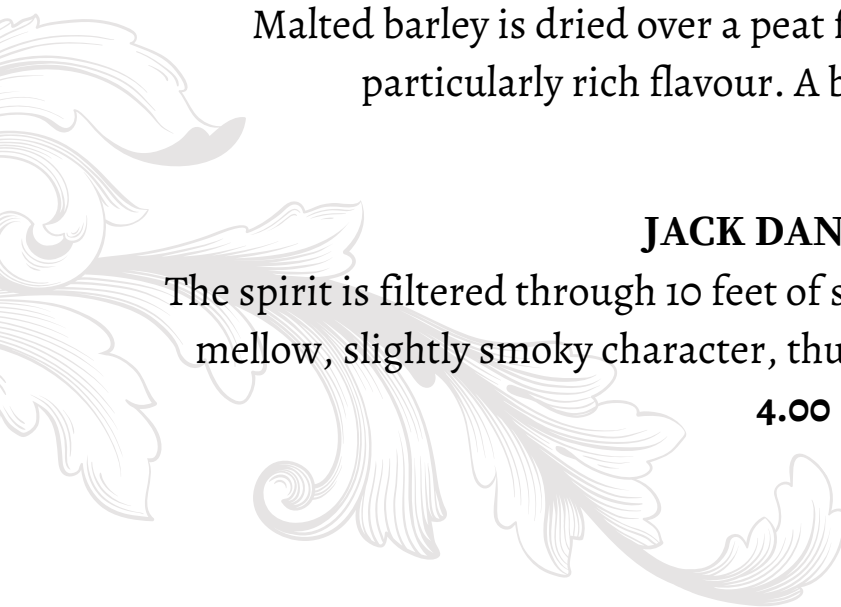 Malted barley is dried over a peat f
particularly rich flavour. A b
JACK DAN
The spirit is filtered through 10 feet of s
mellow, slightly smoky character, thu
4.00